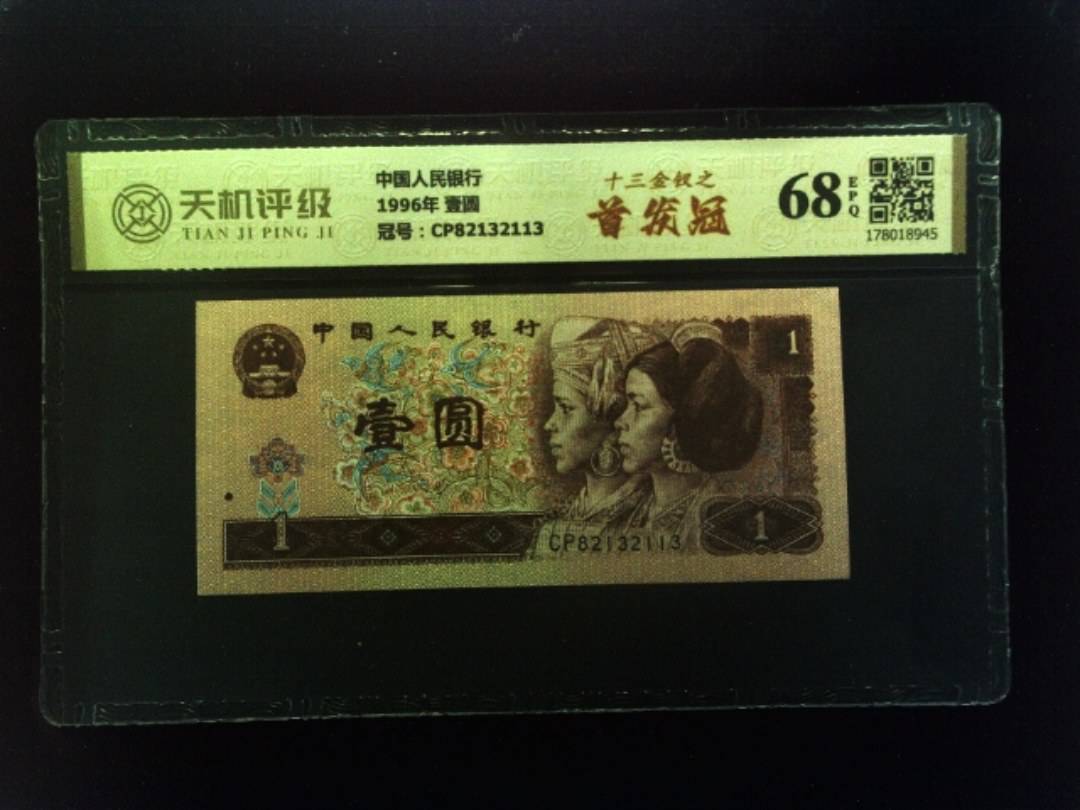 天机评级
TIAN JI PING JI
中国人民银行
1996年 壹圆
冠号：CP82132113
十三金钗之
首发冠
68
EPQ
178018945
中国人民银行
1
壹圆
1
CP82132113
1